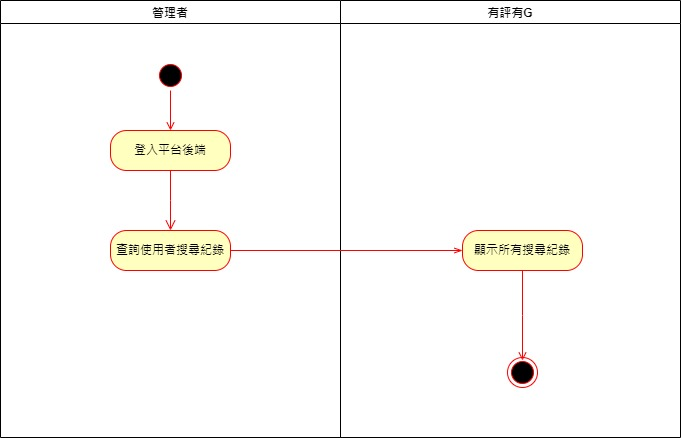 管理者
有評有G
登入平台後端
查詢使用者搜尋紀錄
顯示所有搜尋紀錄